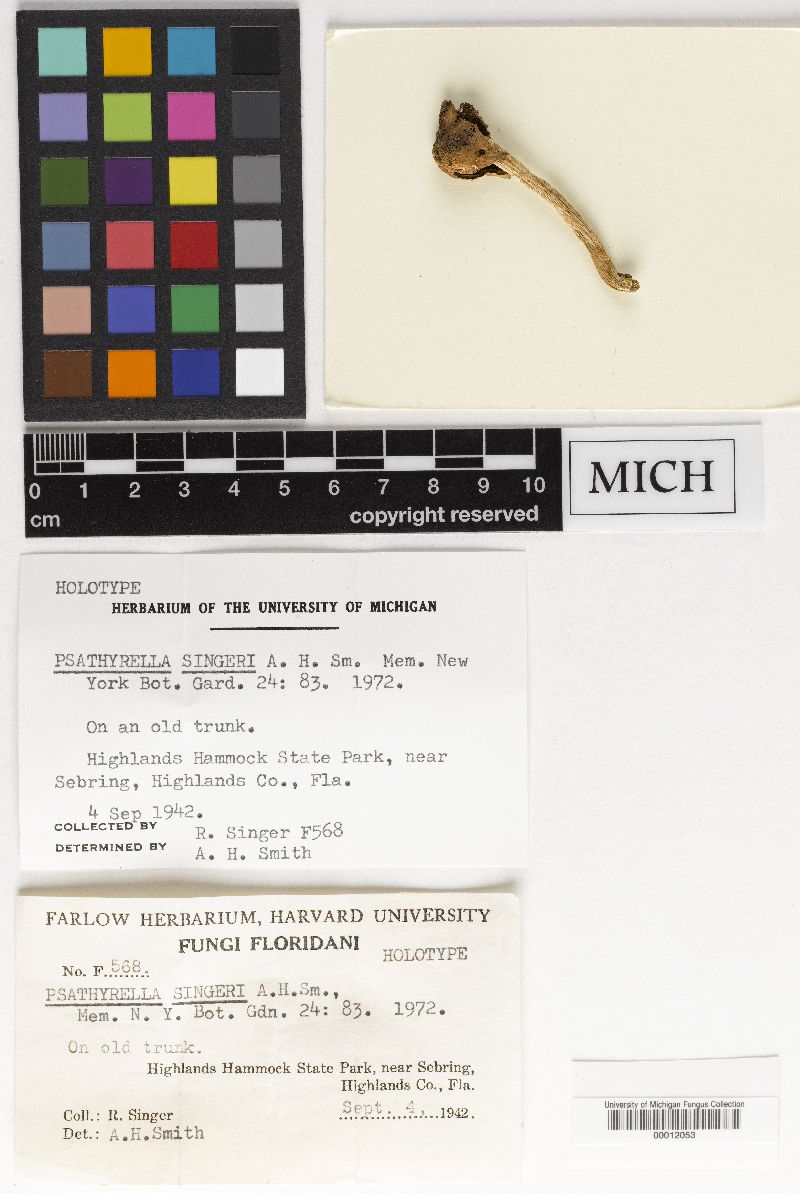 0 1 2 3 4 5 6 7 8 9 10
cm copyright reserved
MICH
HOLOTYPE
HERBARIUM OF THE UNIVERSITY OF MICHIGAN
PSATHYRELLA SINGERI A. H. Sm. Mem. New
York Bot. Gard. 24: 83. 1972.
On an old trunk.
Highlands Hammock State Park, near
Sebring, Highlands Co., Fla.
4 Sep 1942.
COLLECTED BY R. Singer F568
DETERMINED BY A. H. Smith
FARLOW HERBARIUM, HARVARD UNIVERSITY
FUNGI FLORIDANI
HOLOTYPE
No. F. 568.
PSATHYRELLA SINGERI A.H.Sm.,
Mem. N. Y. Bot. Gdn. 24: 83. 1972.
On old trunk.
Highlands Hammock State Park, near Sebring,
Highlands Co., Fla.
Coll.: R. Singer Sept. 4, 1942.
Det.: A.H.Smith
University of Michigan Fungus Collection
00012053